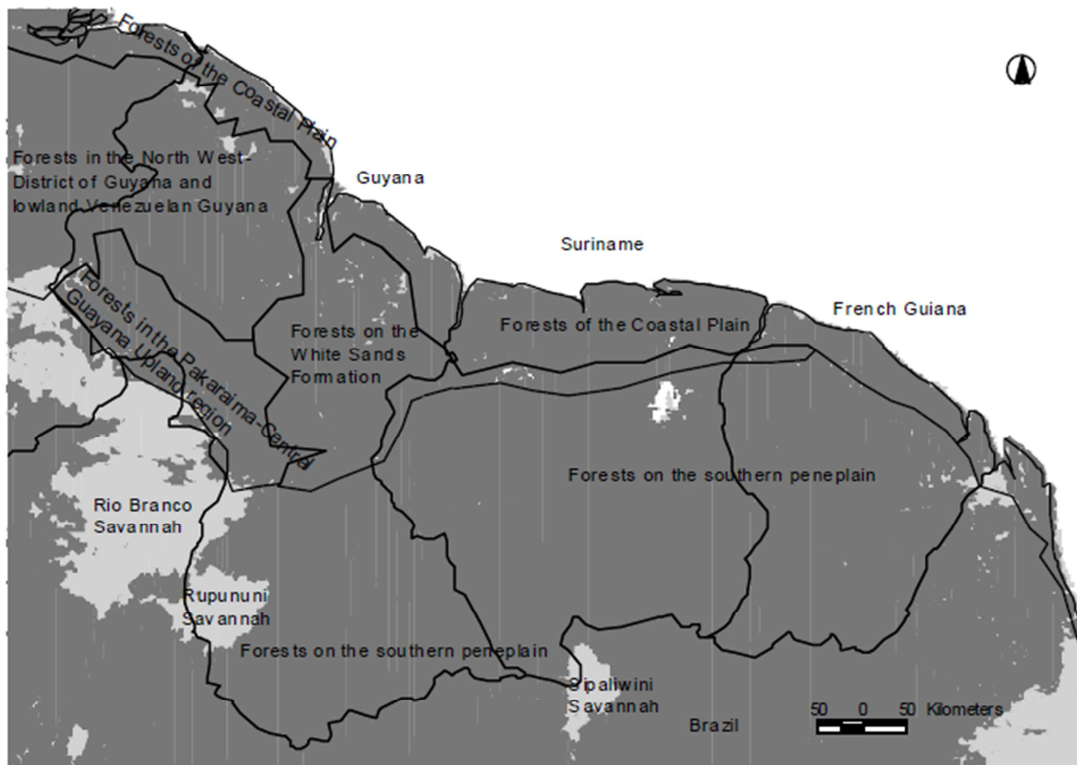 Forests of the Coastal Plain
Forests in the North West-
District of Guyana and
lowland Venezuelan Guyana
Guyana
Suriname
French Guiana
Forests in the Pakaraima-Central
Guayana Upland region
Forests on the
White Sands
Formation
Forests of the Coastal Plain
Forests on the southern peneplain
Rio Branco
Savannah
Rupununi
Savannah
Forests on the southern peneplain
Sipaliwini
Savannah
Brazil
50 0 50 Kilometers